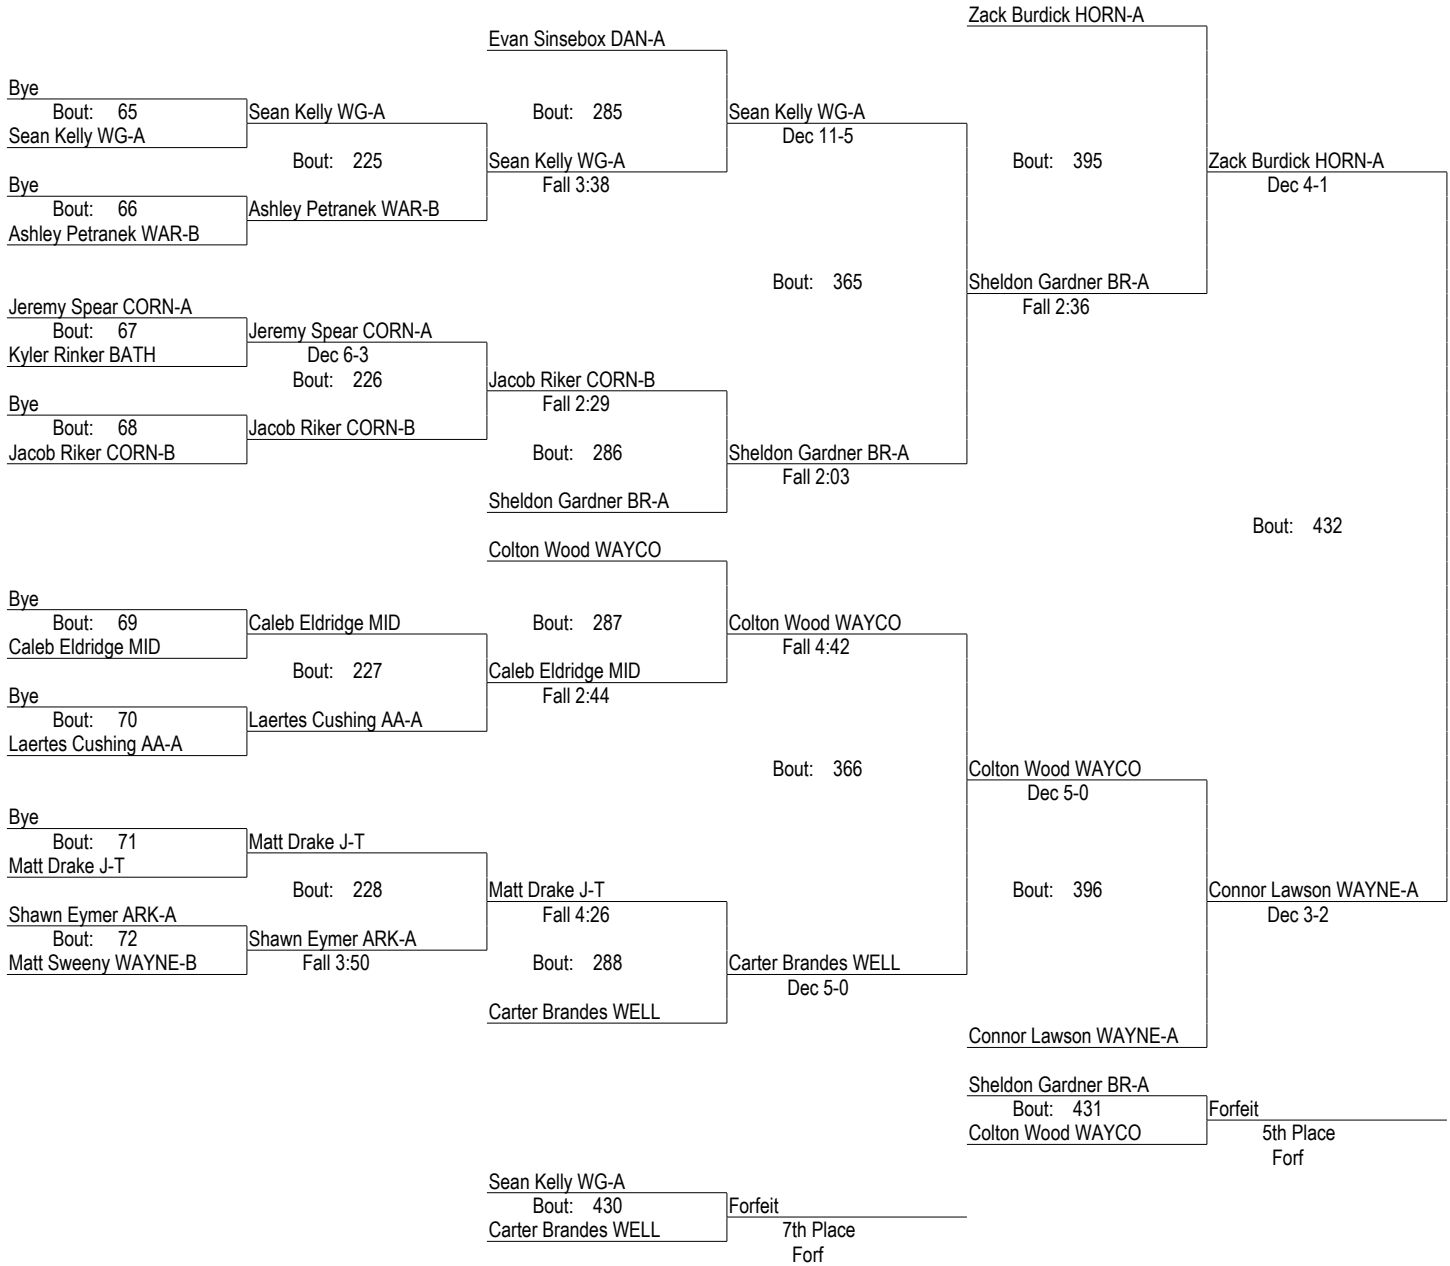 Zack Burdick HORN-A
Evan Sinsebox DAN-A
Bye
Bout: 65
Sean Kelly WG-A
Sean Kelly WG-A
Bout: 285
Sean Kelly WG-A
Dec 11-5
Bout: 225
Sean Kelly WG-A
Fall 3:38
Bout: 395
Zack Burdick HORN-A
Dec 4-1
Bye
Bout: 66
Ashley Petranek WAR-B
Ashley Petranek WAR-B
Bout: 365
Sheldon Gardner BR-A
Fall 2:36
Jeremy Spear CORN-A
Bout: 67
Kyler Rinker BATH
Jeremy Spear CORN-A
Dec 6-3
Bout: 226
Jacob Riker CORN-B
Fall 2:29
Bye
Bout: 68
Jacob Riker CORN-B
Jacob Riker CORN-B
Bout: 286
Sheldon Gardner BR-A
Fall 2:03
Sheldon Gardner BR-A
Bout: 432
Colton Wood WAYCO
Bye
Bout: 69
Caleb Eldridge MID
Caleb Eldridge MID
Bout: 287
Colton Wood WAYCO
Fall 4:42
Bout: 227
Caleb Eldridge MID
Fall 2:44
Bye
Bout: 70
Laertes Cushing AA-A
Laertes Cushing AA-A
Bout: 366
Colton Wood WAYCO
Dec 5-0
Bye
Bout: 71
Matt Drake J-T
Matt Drake J-T
Bout: 228
Matt Drake J-T
Fall 4:26
Bout: 396
Connor Lawson WAYNE-A
Dec 3-2
Shawn Eymer ARK-A
Bout: 72
Matt Sweeny WAYNE-B
Shawn Eymer ARK-A
Fall 3:50
Bout: 288
Carter Brandes WELL
Dec 5-0
Carter Brandes WELL
Connor Lawson WAYNE-A
Sheldon Gardner BR-A
Bout: 431
Colton Wood WAYCO
Forfeit
5th Place
Forf
Sean Kelly WG-A
Bout: 430
Carter Brandes WELL
Forfeit
7th Place
Forf